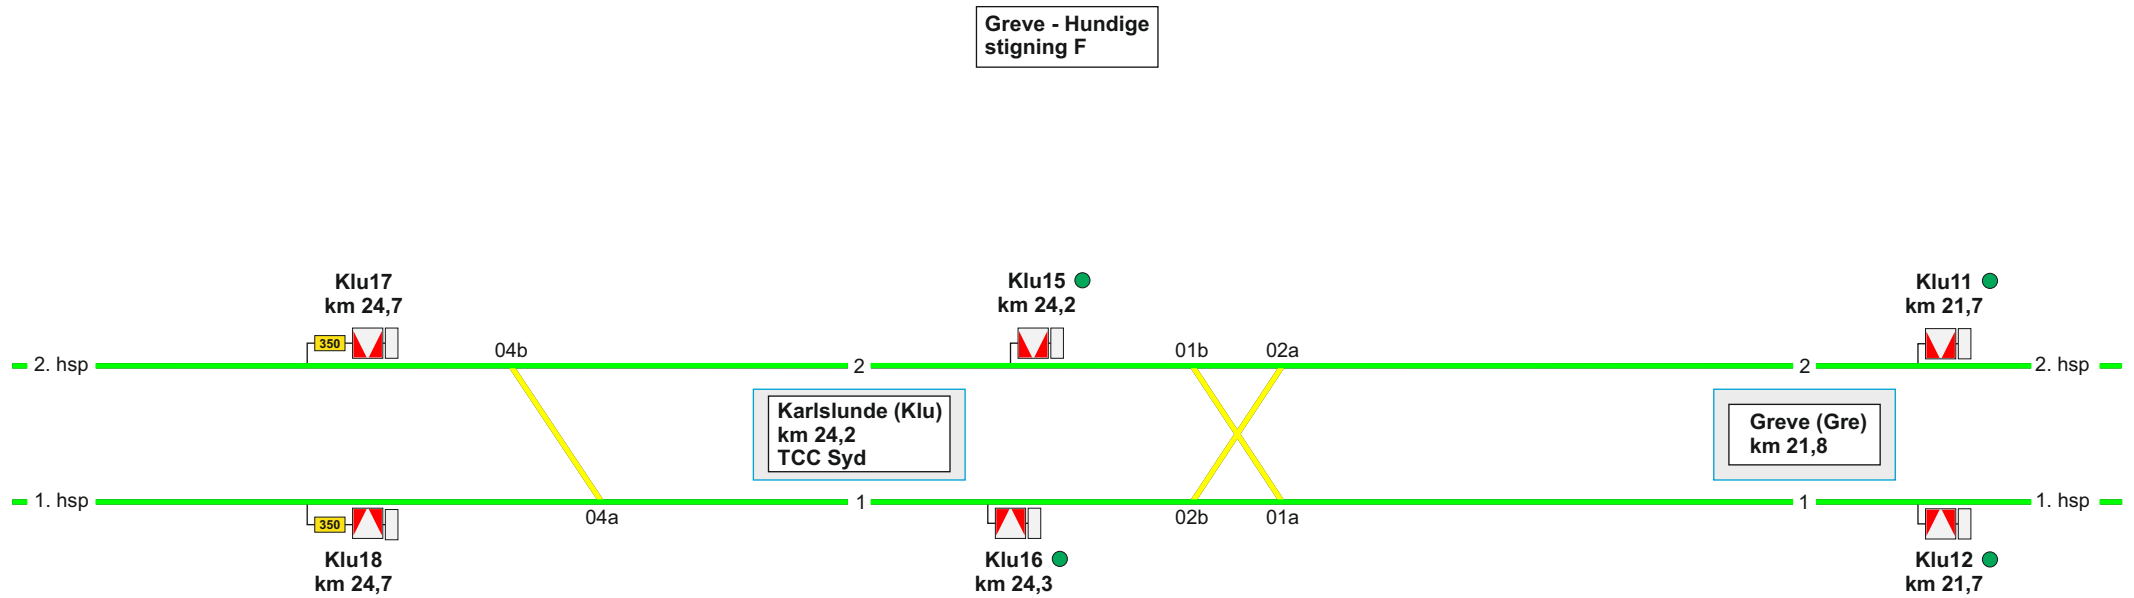 Greve - Hundige
stigning F
Klu17
km 24,7
Klu15
km 24,2
Klu11
km 21,7
350
04b
01b
02a
2. hsp
2
2
2. hsp
Karlslunde (Klu)
km 24,2
TCC Syd
Greve (Gre)
km 21,8
1. hsp
1
1
1. hsp
04a
02b
01a
350
Klu18
km 24,7
Klu16
km 24,3
Klu12
km 21,7